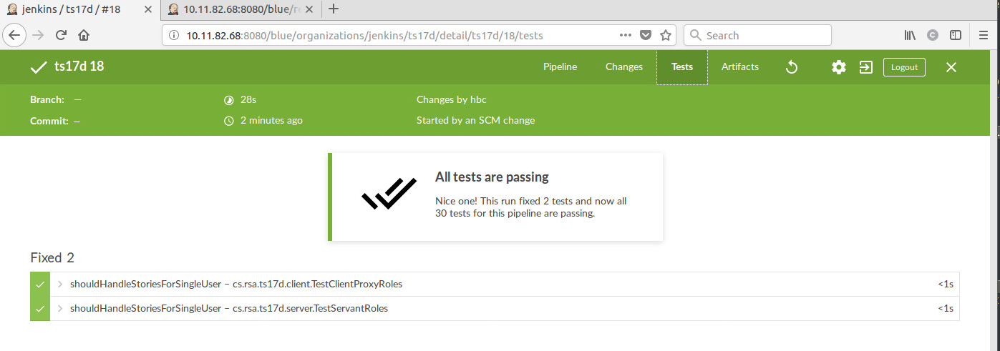 jenkins / ts17d / #18
10.11.82.68:8080/blue/r
10.11.82.68:8080/blue/organizations/jenkins/ts17d/detail/ts17d/18/tests
Search
ts17d 18
Pipeline
Changes
Tests
Artifacts
Logout
Branch: —
28s
Changes by hbc
Commit: —
2 minutes ago
Started by an SCM change
All tests are passing
Nice one! This run fixed 2 tests and now all
30 tests for this pipeline are passing.
Fixed 2
shouldHandleStoriesForSingleUser – cs.rsa.ts17d.client.TestClientProxyRoles
<1s
shouldHandleStoriesForSingleUser – cs.rsa.ts17d.server.TestServantRoles
<1s